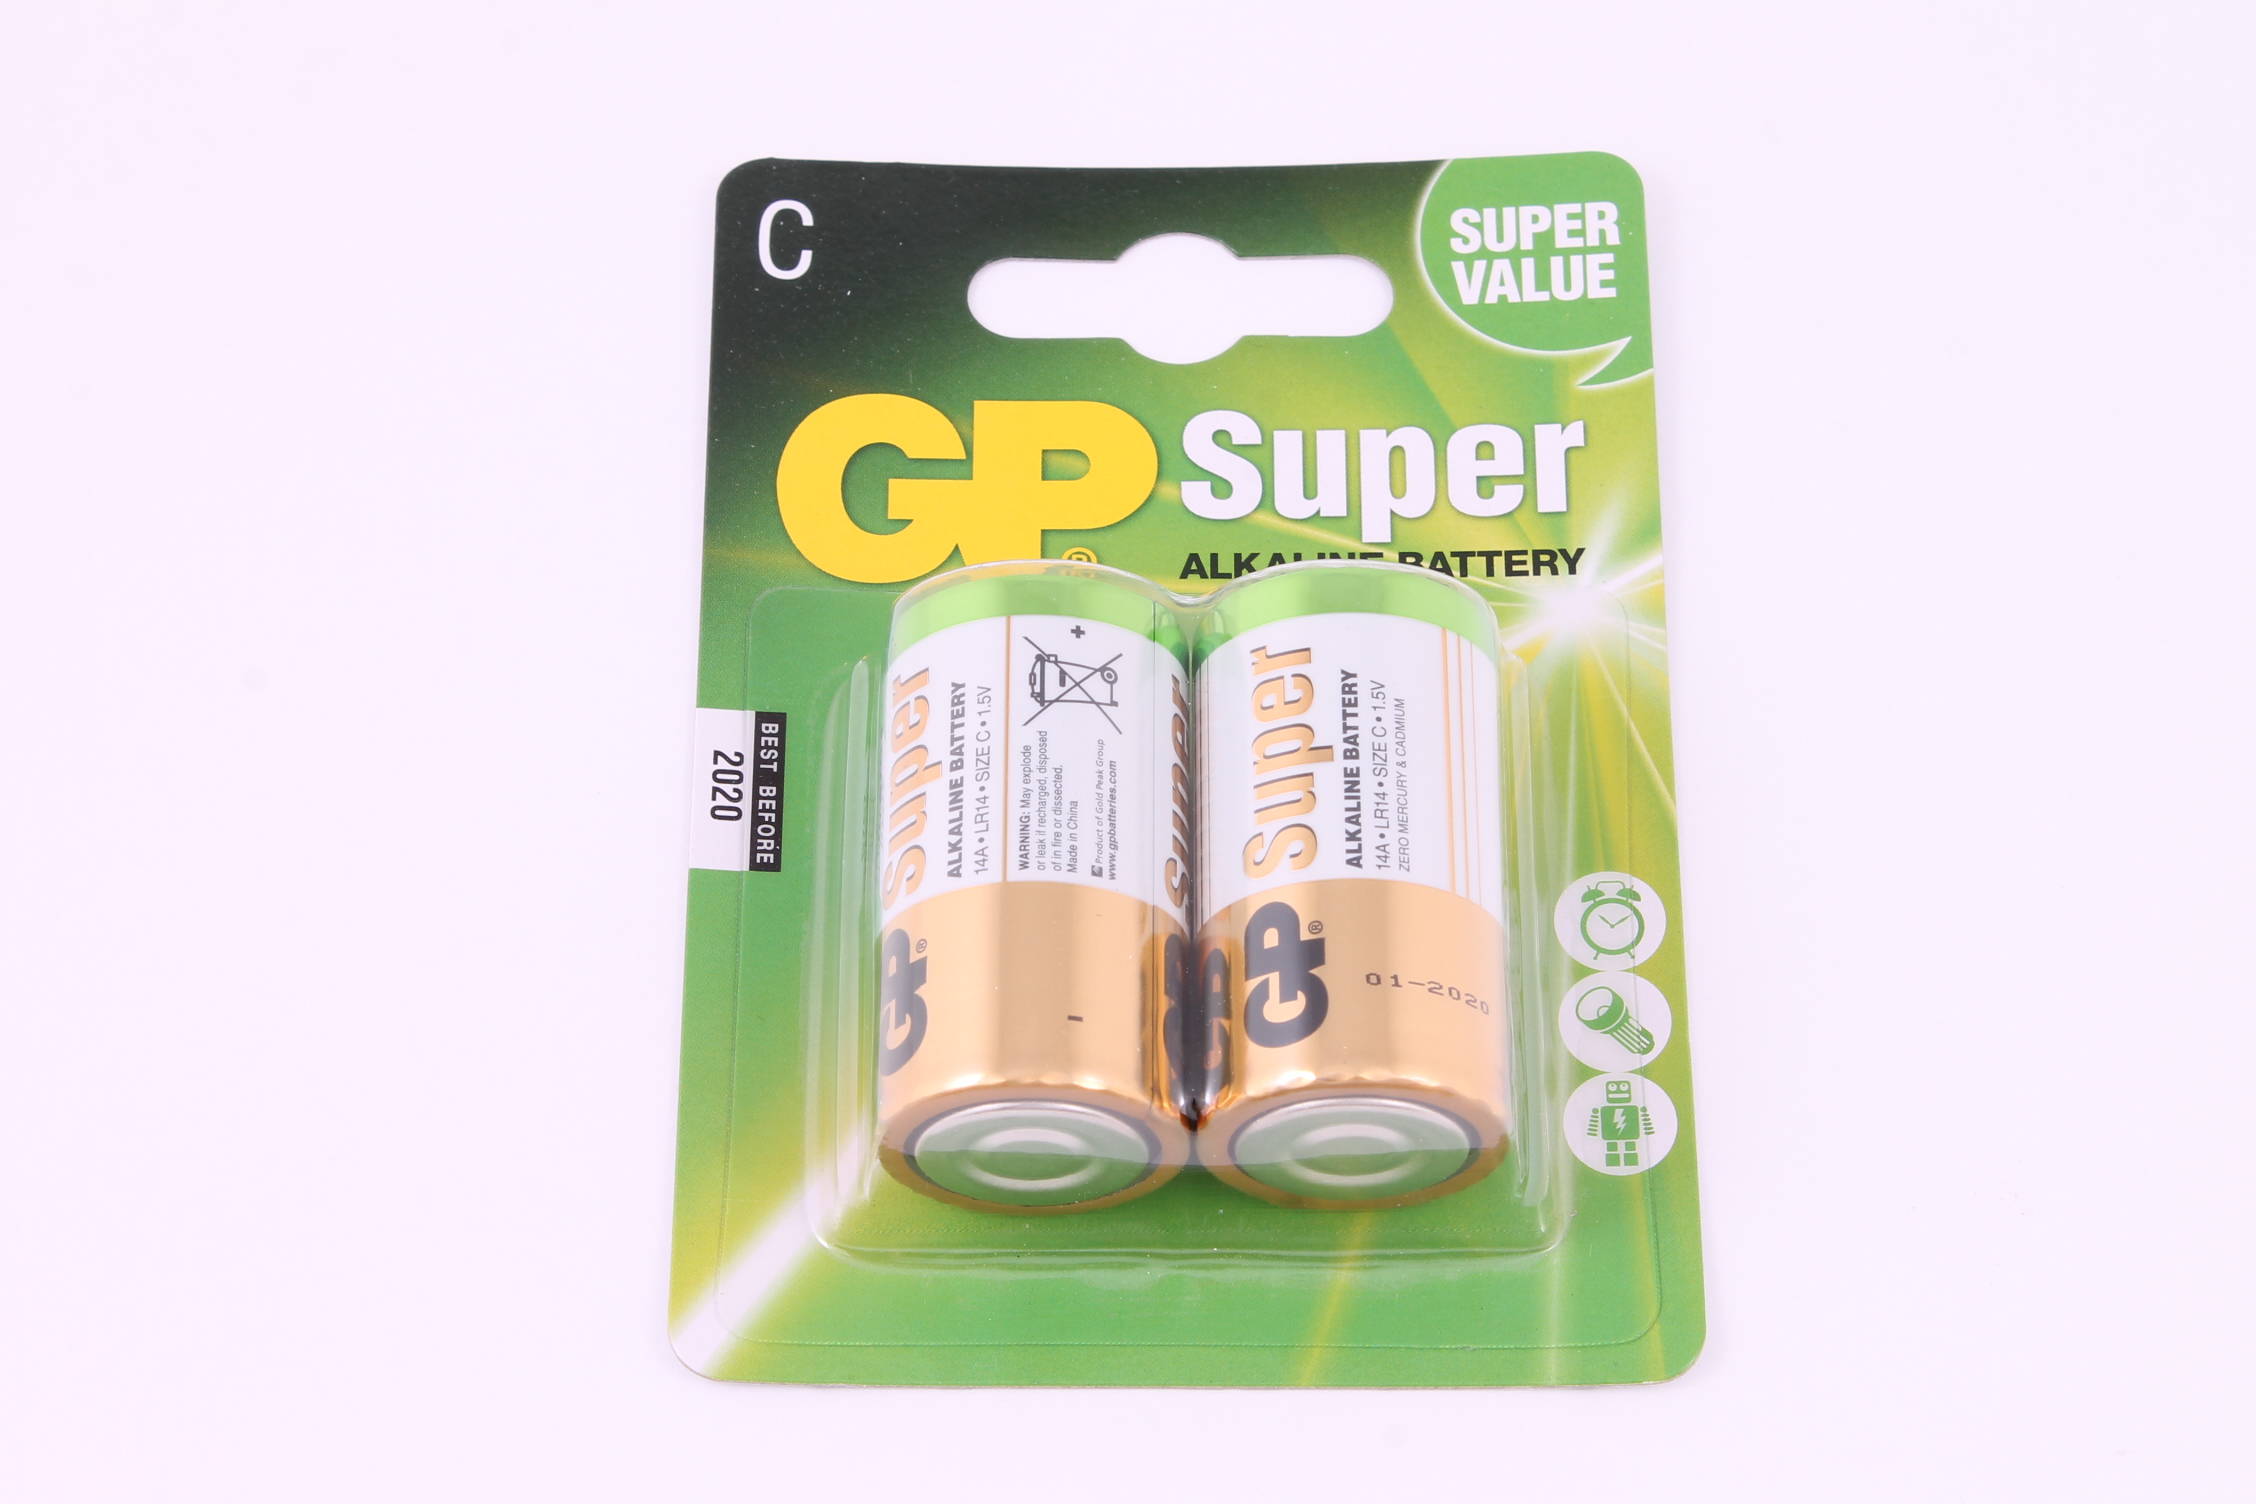 C
SUPER
VALUE
GP Super
®
ALKALINE BATTERY
BEST BEFORE
2020
GP® Super
ALKALINE BATTERY
14A • LR14 • SIZE C • 1.5V
+
WARNING: May explode
or leak if recharged, disposed
of in fire or dissected.
Made in China
Product of Gold Peak Group
www.gpbatteries.com
-
GP Super
GP® Super
ALKALINE BATTERY
14A • LR14 • SIZE C • 1.5V
ZERO MERCURY & CADMIUM
01-2020